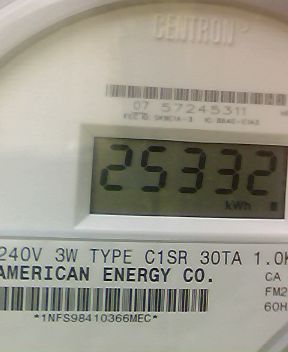 CENTRON
07 57245311
25332
kWh
240V 3W TYPE C1SR 30TA 1.0K
AMERICAN ENERGY CO.
CA
FM2
60H
*1NFS98410366MEC*